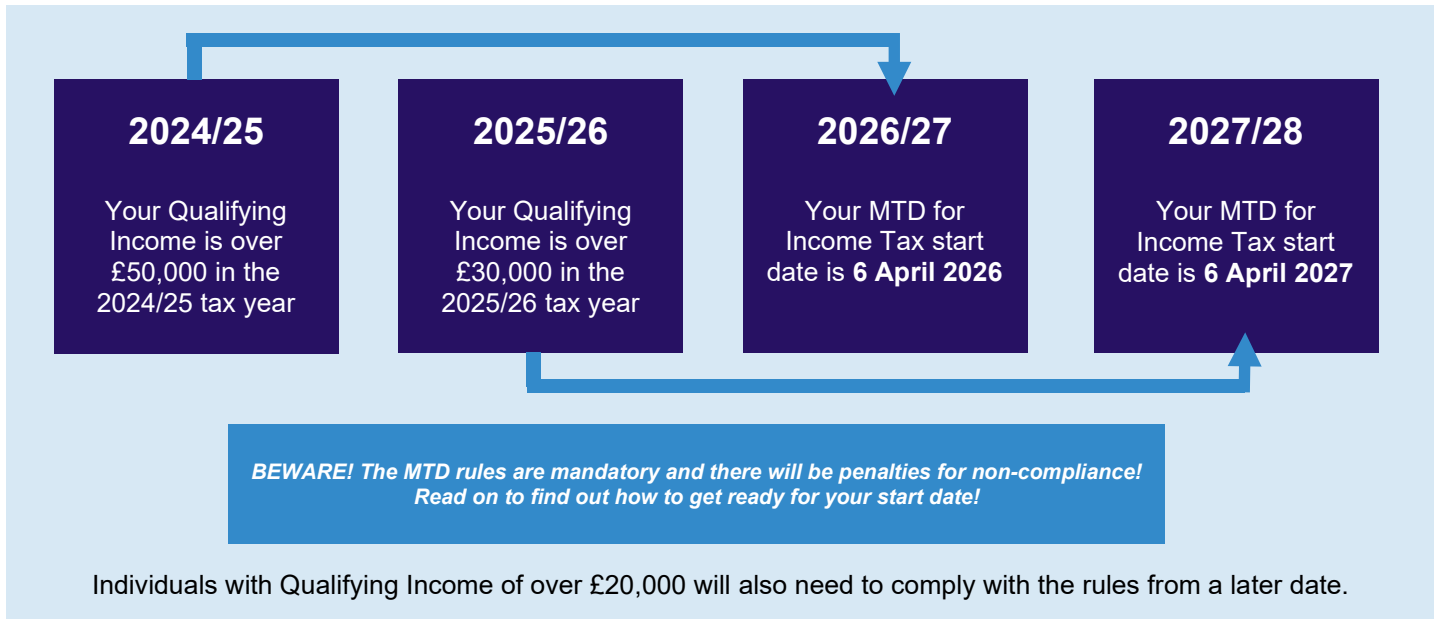 2024/25
Your Qualifying
Income is over
£50,000 in the
2024/25 tax year
2025/26
Your Qualifying
Income is over
£30,000 in the
2025/26 tax year
2026/27
Your MTD for
Income Tax start
date is 6 April 2026
2027/28
Your MTD for
Income Tax start
date is 6 April 2027
BEWARE! The MTD rules are mandatory and there will be penalties for non-compliance!
Read on to find out how to get ready for your start date!
Individuals with Qualifying Income of over £20,000 will also need to comply with the rules from a later date.